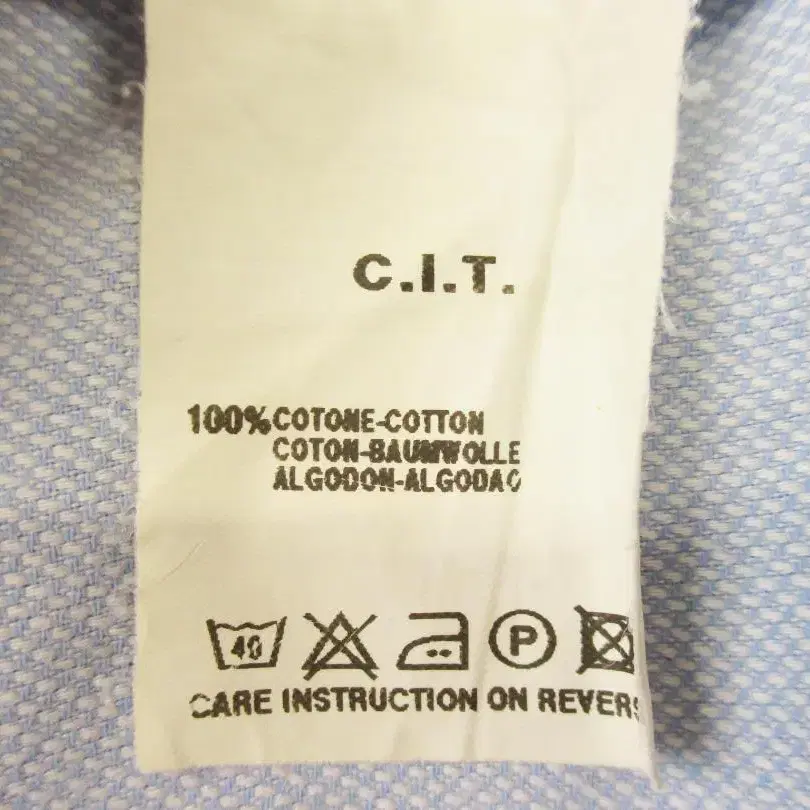 C.I.T.
100% COTONE-COTTON
COTON-BAUMWOLLE
ALGODON-ALGODAO
40 P
CARE INSTRUCTION ON REVERS